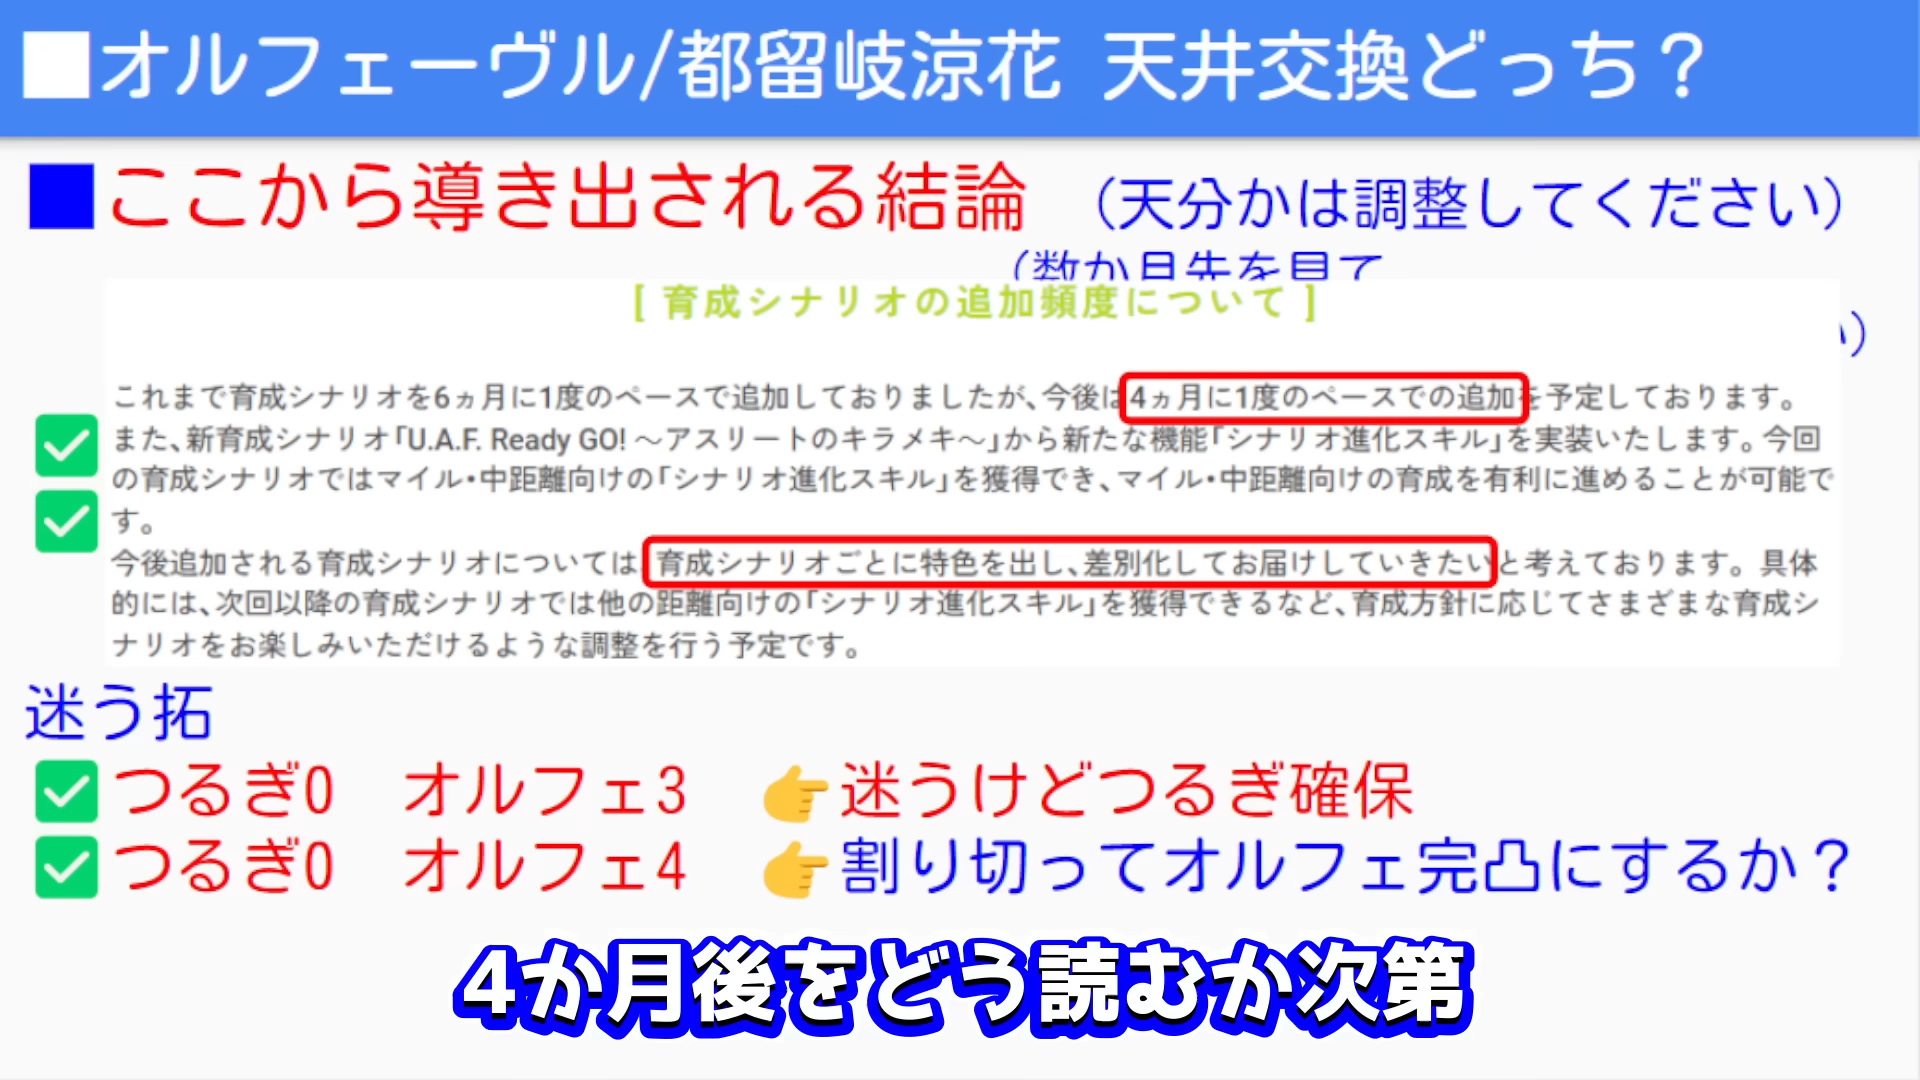 ■オルフェーヴル/都留岐涼花 天井交換どっち？
■ここから導き出される結論 （天分かは調整してください）
（数か月先を見て
い）
[ 育成シナリオの追加頻度について ]
これまで育成シナリオを6ヵ月に1度のペースで追加しておりましたが、今後は4ヵ月に1度のペースでの追加を予定しております。
また、新育成シナリオ「U.A.F. Ready GO! ～アスリートのキラメキ～」から新たな機能「シナリオ進化スキル」を実装いたします。今回
の育成シナリオではマイル・中距離向けの「シナリオ進化スキル」を獲得でき、マイル・中距離向けの育成を有利に進めることが可能で
す。
今後追加される育成シナリオについては、育成シナリオごとに特色を出し、差別化してお届けしていきたいと考えております。具体
的には、次回以降の育成シナリオでは他の距離向けの「シナリオ進化スキル」を獲得できるなど、育成方針に応じてさまざまな育成シ
ナリオをお楽しみいただけるような調整を行う予定です。
迷う拓
✅つるぎ0 オルフェ3 👉迷うけどつるぎ確保
✅つるぎ0 オルフェ4 👉割り切ってオルフェ完凸にするか？
4か月後をどう読むか次第